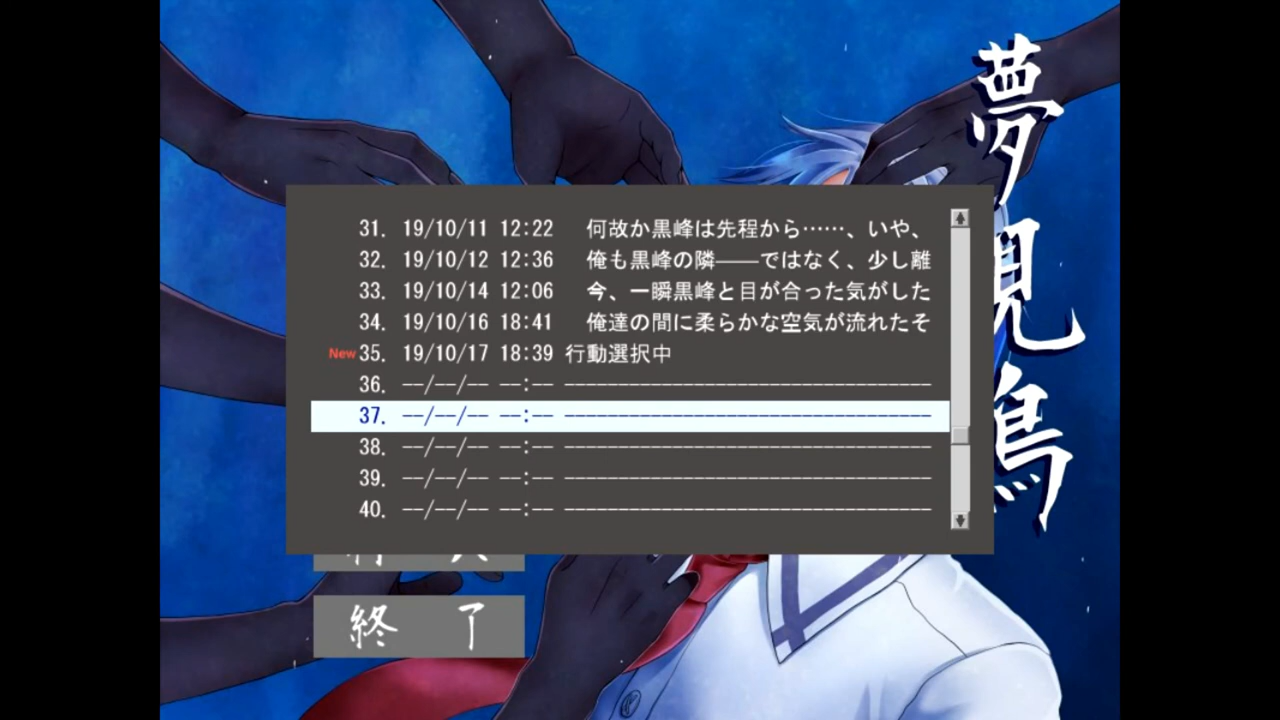 夢見鳥
31. 19/10/11 12:22 何故か黒峰は先程から……、いや、
32. 19/10/12 12:36 俺も黒峰の隣――ではなく、少し離
33. 19/10/14 12:06 今、一瞬黒峰と目が合った気がした
34. 19/10/16 18:41 俺達の間に柔らかな空気が流れたそ
New 35. 19/10/17 18:39 行動選択中
36. --/--/-- --:-- ----------------------------------
37. --/--/-- --:-- ----------------------------------
38. --/--/-- --:-- ----------------------------------
39. --/--/-- --:-- ----------------------------------
40. --/--/-- --:-- ----------------------------------
終 了